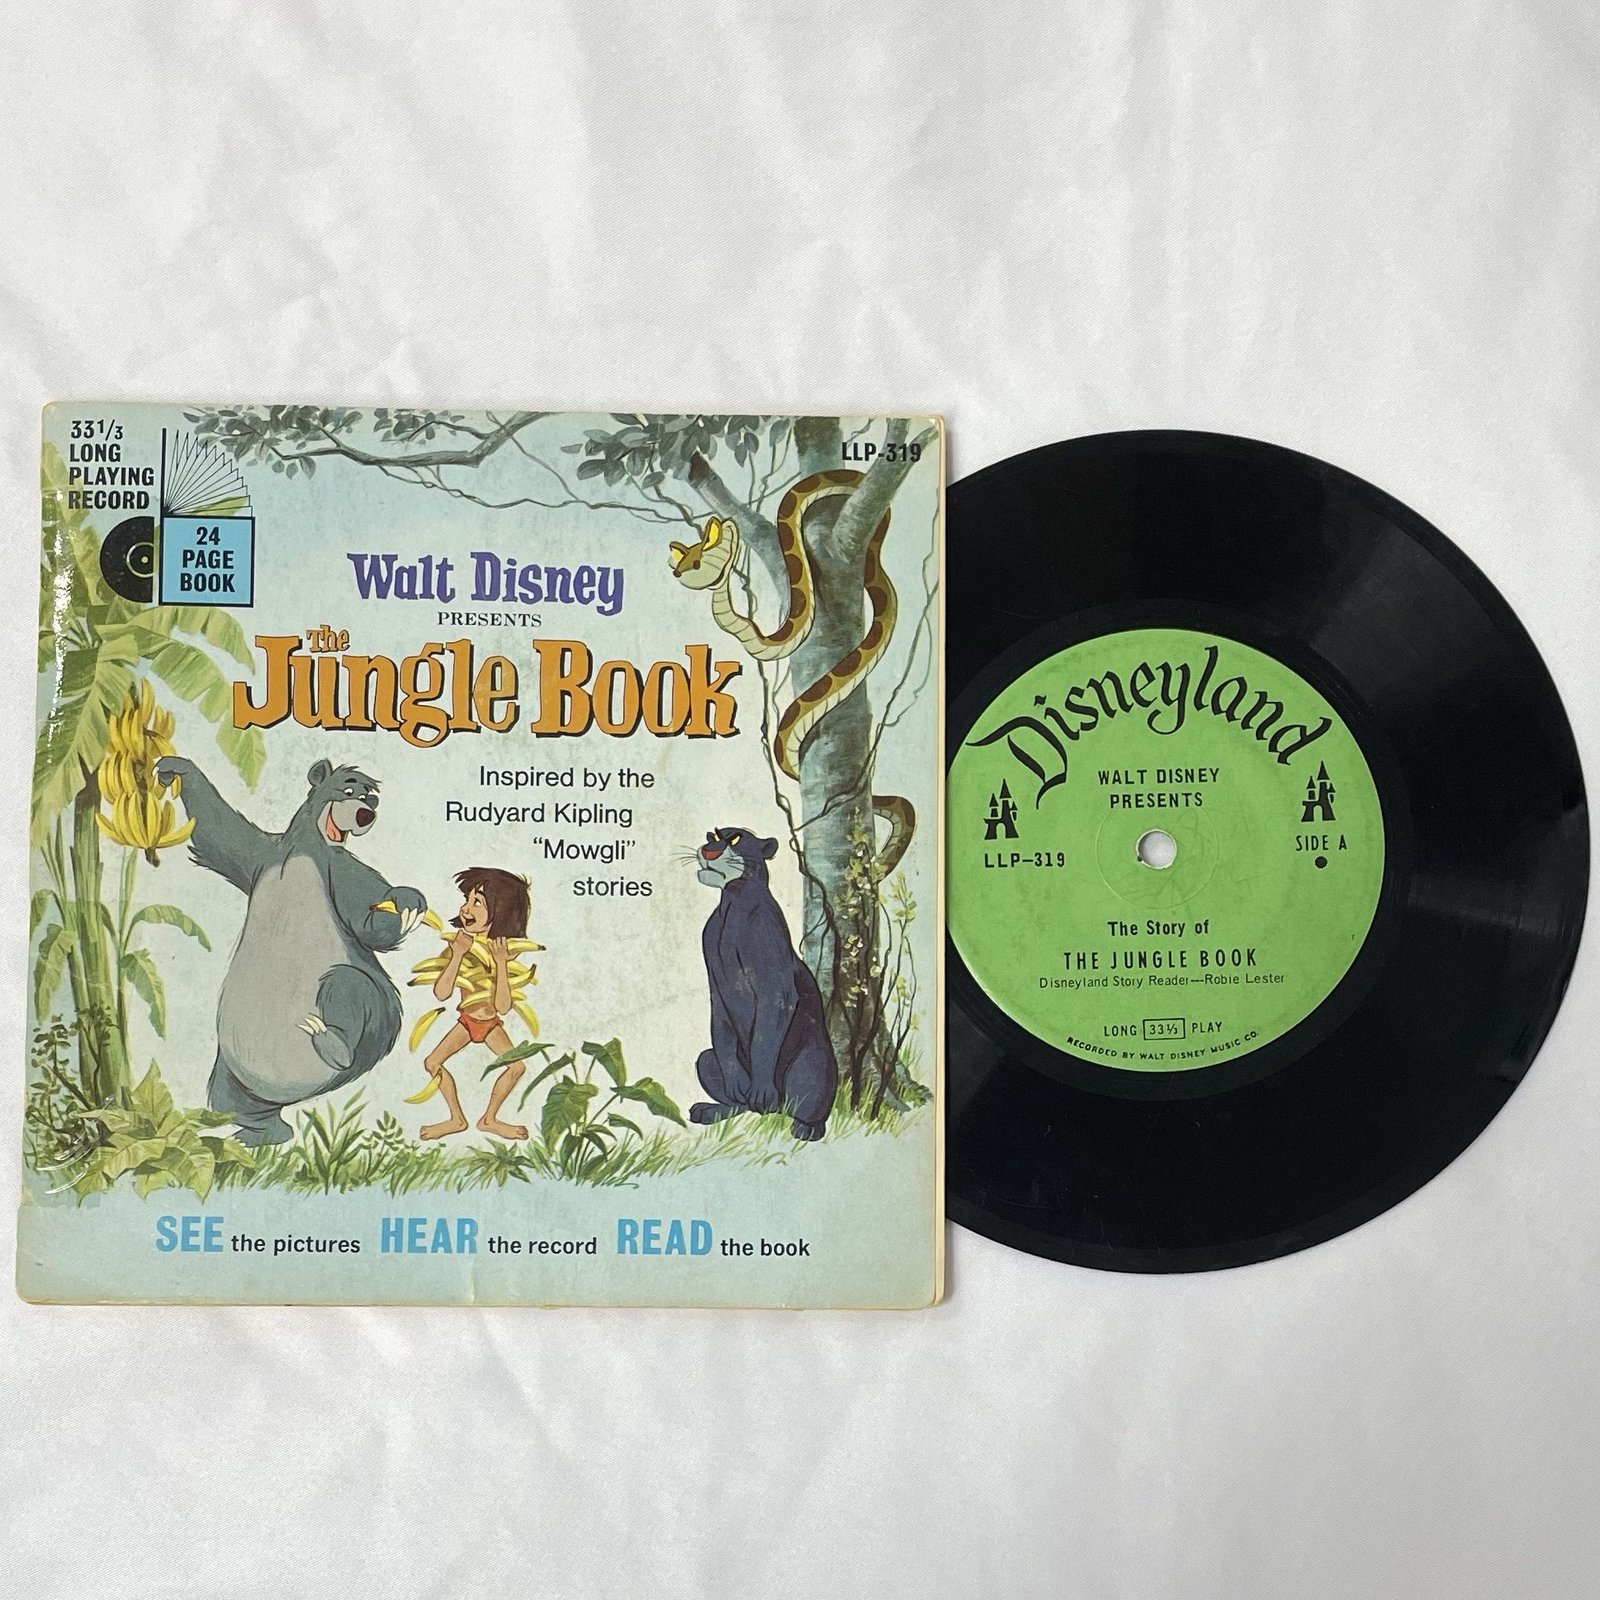 33 1/3
LONG
PLAYING
RECORD
24
PAGE
BOOK
LLP-319
Walt Disney
PRESENTS
The
Jungle Book
Inspired by the
Rudyard Kipling
“Mowgli”
stories
SEE the pictures HEAR the record READ the book
Disneyland
WALT DISNEY
PRESENTS
LLP-319
SIDE A
The Story of
THE JUNGLE BOOK
Disneyland Story Reader—Robie Lester
LONG 33⅓ PLAY
RECORDED BY WALT DISNEY MUSIC CO.